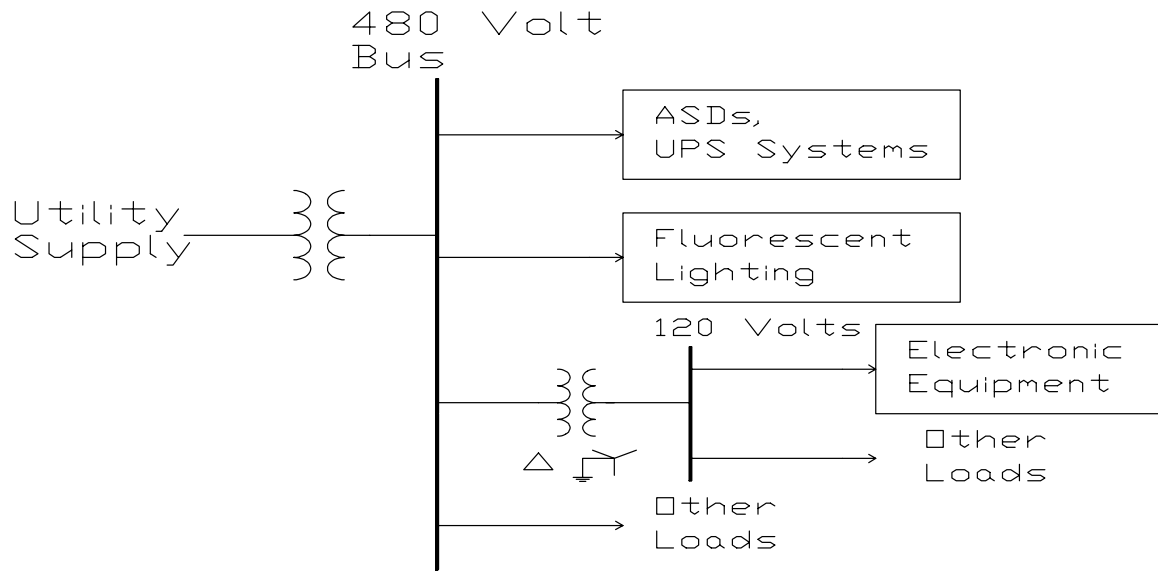 480 Volt
Bus
ASDs,
UPS Systems
Utility
Supply
Fluorescent
Lighting
120 Volts
Electronic
Equipment
Other
Loads
Other
Loads